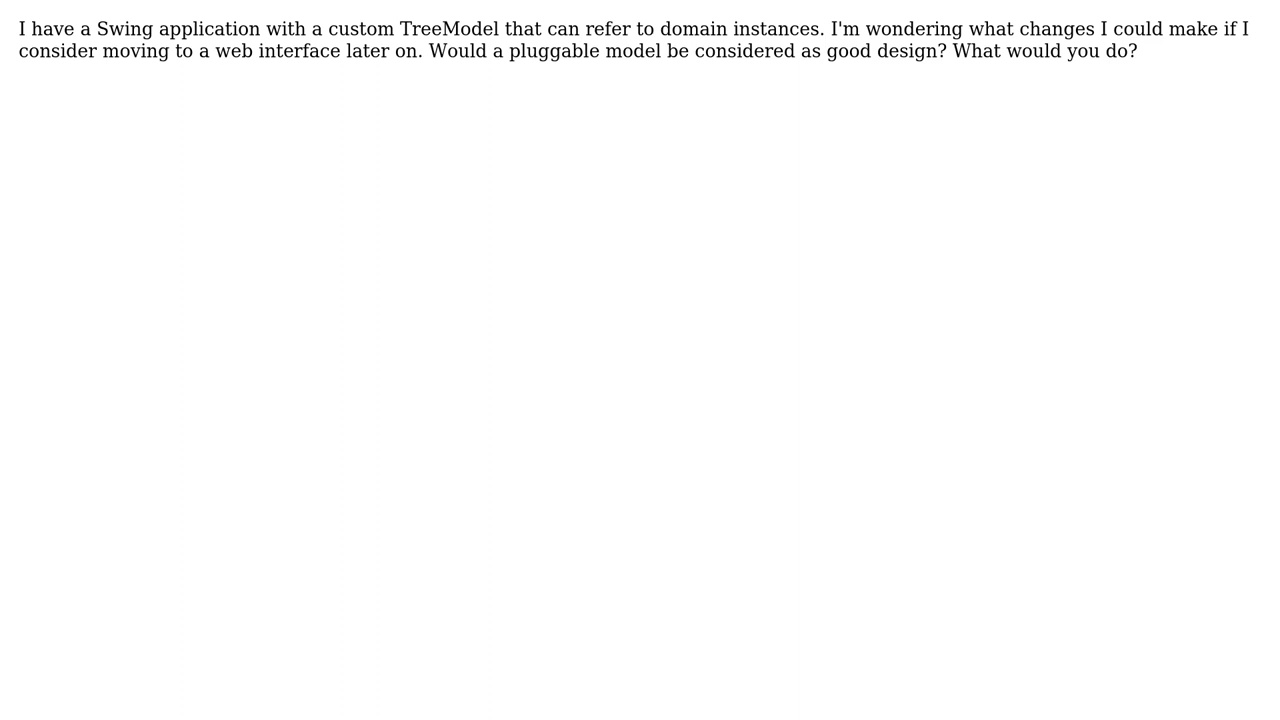 I have a Swing application with a custom TreeModel that can refer to domain instances. I'm wondering what changes I could make if I
consider moving to a web interface later on. Would a pluggable model be considered as good design? What would you do?